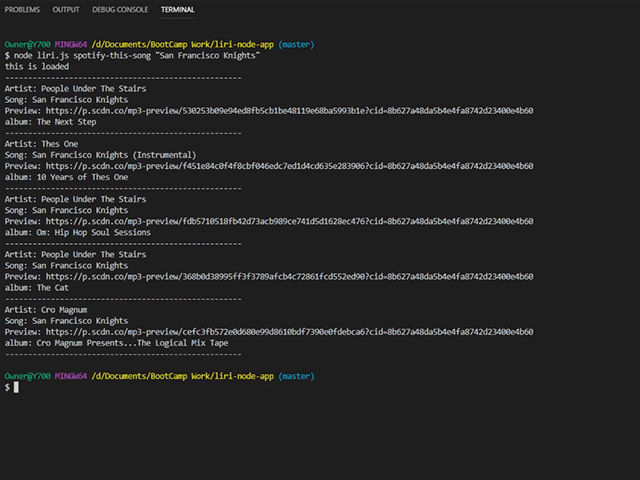 PROBLEMS OUTPUT DEBUG CONSOLE TERMINAL
Owner@Y700 MINGW64 /d/Documents/BootCamp Work/liri-node-app (master)
$ node liri.js spotify-this-song "San Francisco Knights"
this is loaded
--------------------------------------------------
Artist: People Under The Stairs
Song: San Francisco Knights
Preview: https://p.scdn.co/mp3-preview/530253b09e94ed8fb5cb1be48119e68ba5993b1e?cid=8b627a48da5b4e4fa8742d23400e4b60
album: The Next Step
--------------------------------------------------
Artist: Thes One
Song: San Francisco Knights (Instrumental)
Preview: https://p.scdn.co/mp3-preview/f451e84c0f4f8cbf046edc7ed1d4cd635e283906?cid=8b627a48da5b4e4fa8742d23400e4b60
album: 10 Years of Thes One
--------------------------------------------------
Artist: People Under The Stairs
Song: San Francisco Knights
Preview: https://p.scdn.co/mp3-preview/fdb5710518fb42d73acb989ce741d5d1628ec476?cid=8b627a48da5b4e4fa8742d23400e4b60
album: Om: Hip Hop Soul Sessions
--------------------------------------------------
Artist: People Under The Stairs
Song: San Francisco Knights
Preview: https://p.scdn.co/mp3-preview/368b0d38995ff3f3789afcb4c72861fcd552ed90?cid=8b627a48da5b4e4fa8742d23400e4b60
album: The Cat
--------------------------------------------------
Artist: Cro Magnum
Song: San Francisco Knights
Preview: https://p.scdn.co/mp3-preview/cefc3fb572e0d680e99d8610bdf7390e0fdebca6?cid=8b627a48da5b4e4fa8742d23400e4b60
album: Cro Magnum Presents...The Logical Mix Tape
--------------------------------------------------
Owner@Y700 MINGW64 /d/Documents/BootCamp Work/liri-node-app (master)
$